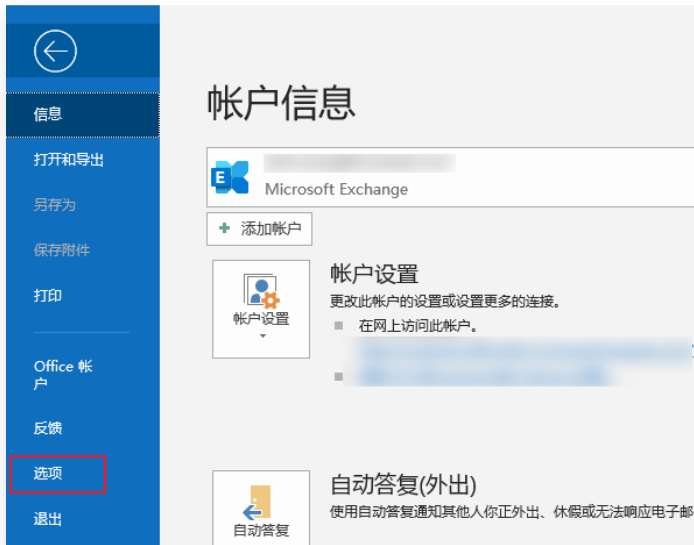 信息
打开和导出
另存为
保存附件
打印
Office 帐
户
反馈
选项
退出
帐户信息
E
Microsoft Exchange
+ 添加帐户
帐户设置
帐户设置
更改此帐户的设置或设置更多的连接。
■ 在网上访问此帐户。
自动答复
自动答复(外出)
使用自动答复通知其他人你正外出、休假或无法响应电子邮